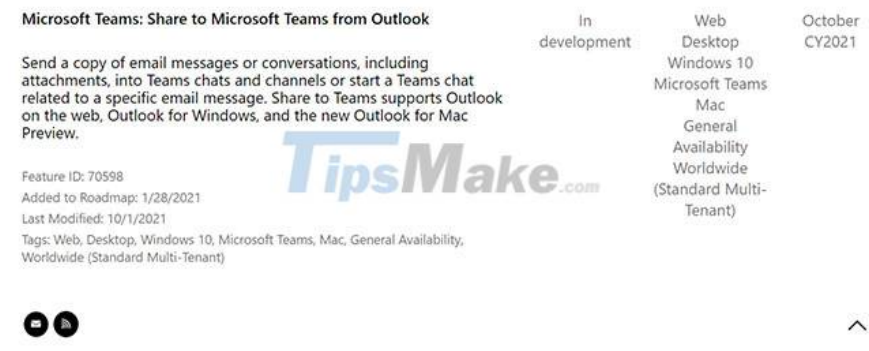 Microsoft Teams: Share to Microsoft Teams from Outlook
Send a copy of email messages or conversations, including
attachments, into Teams chats and channels or start a Teams chat
related to a specific email message. Share to Teams supports Outlook
on the web, Outlook for Windows, and the new Outlook for Mac
Preview.
Feature ID: 70598
Added to Roadmap: 1/28/2021
Last Modified: 10/1/2021
Tags: Web, Desktop, Windows 10, Microsoft Teams, Mac, General Availability,
Worldwide (Standard Multi-Tenant)
In
development
Web
Desktop
Windows 10
Microsoft Teams
Mac
General
Availability
Worldwide
(Standard Multi-
Tenant)
October
CY2021
TipsMake.com